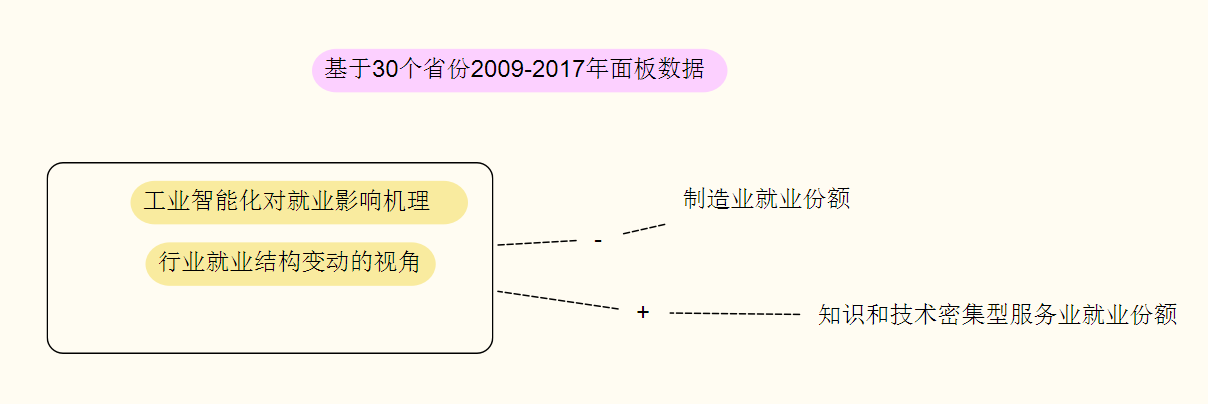 基于30个省份2009-2017年面板数据
工业智能化对就业影响机理
行业就业结构变动的视角
制造业就业份额
-
+
知识和技术密集型服务业就业份额